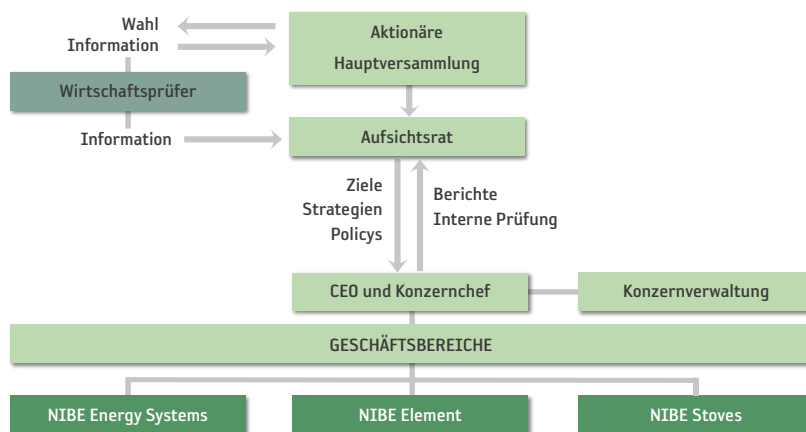 Wahl
Information
Aktionäre
Hauptversammlung
Wirtschaftsprüfer
Information
Aufsichtsrat
Ziele
Strategien
Policys
Berichte
Interne Prüfung
CEO und Konzernchef
Konzernverwaltung
GESCHÄFTSBEREICHE
NIBE Energy Systems
NIBE Element
NIBE Stoves